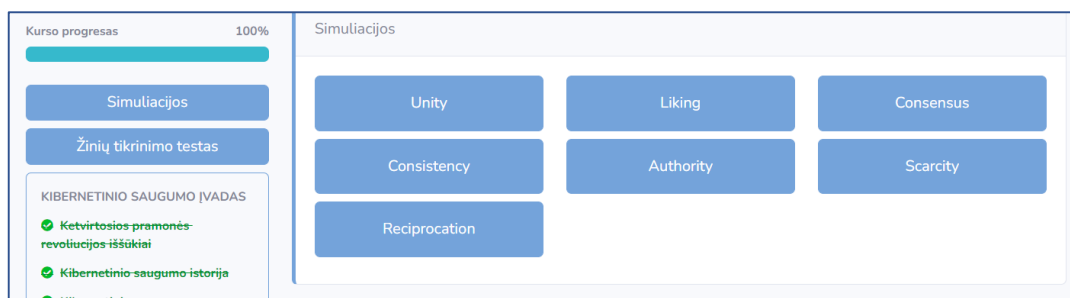 Kurso progresas 100%
Simuliacijos
Žinių tikrinimo testas
KIBERNETINIO SAUGUMO ĮVADAS
Ketvirtosios pramonės
revoliucijos iššūkiai
Kibernetinio saugumo istorija
Simuliacijos
Unity Liking Consensus
Consistency Authority Scarcity
Reciprocation